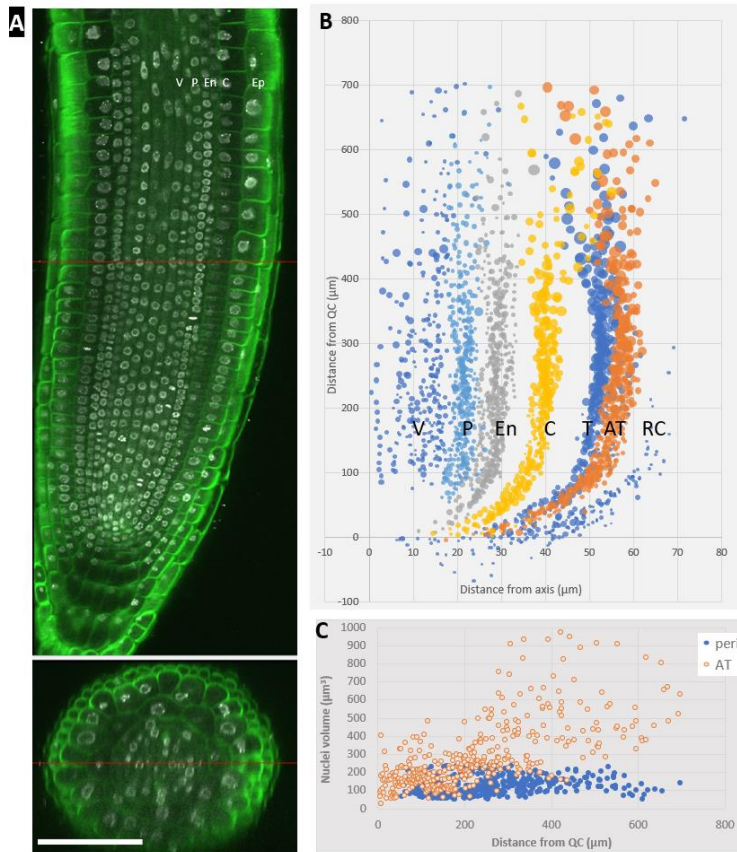 A
V P En C Ep
B
800
700
600
500
400
300
200
100
0
-100
Distance from QC (µm)
V P En C T AT RC
-10 0 10 20 30 40 50 60 70 80
Distance from axis (µm)
C
1000
900
800
700
600
500
400
300
200
100
0
Nuclei volume (µm³)
peri
AT
0 200 400 600 800
Distance from QC (µm)